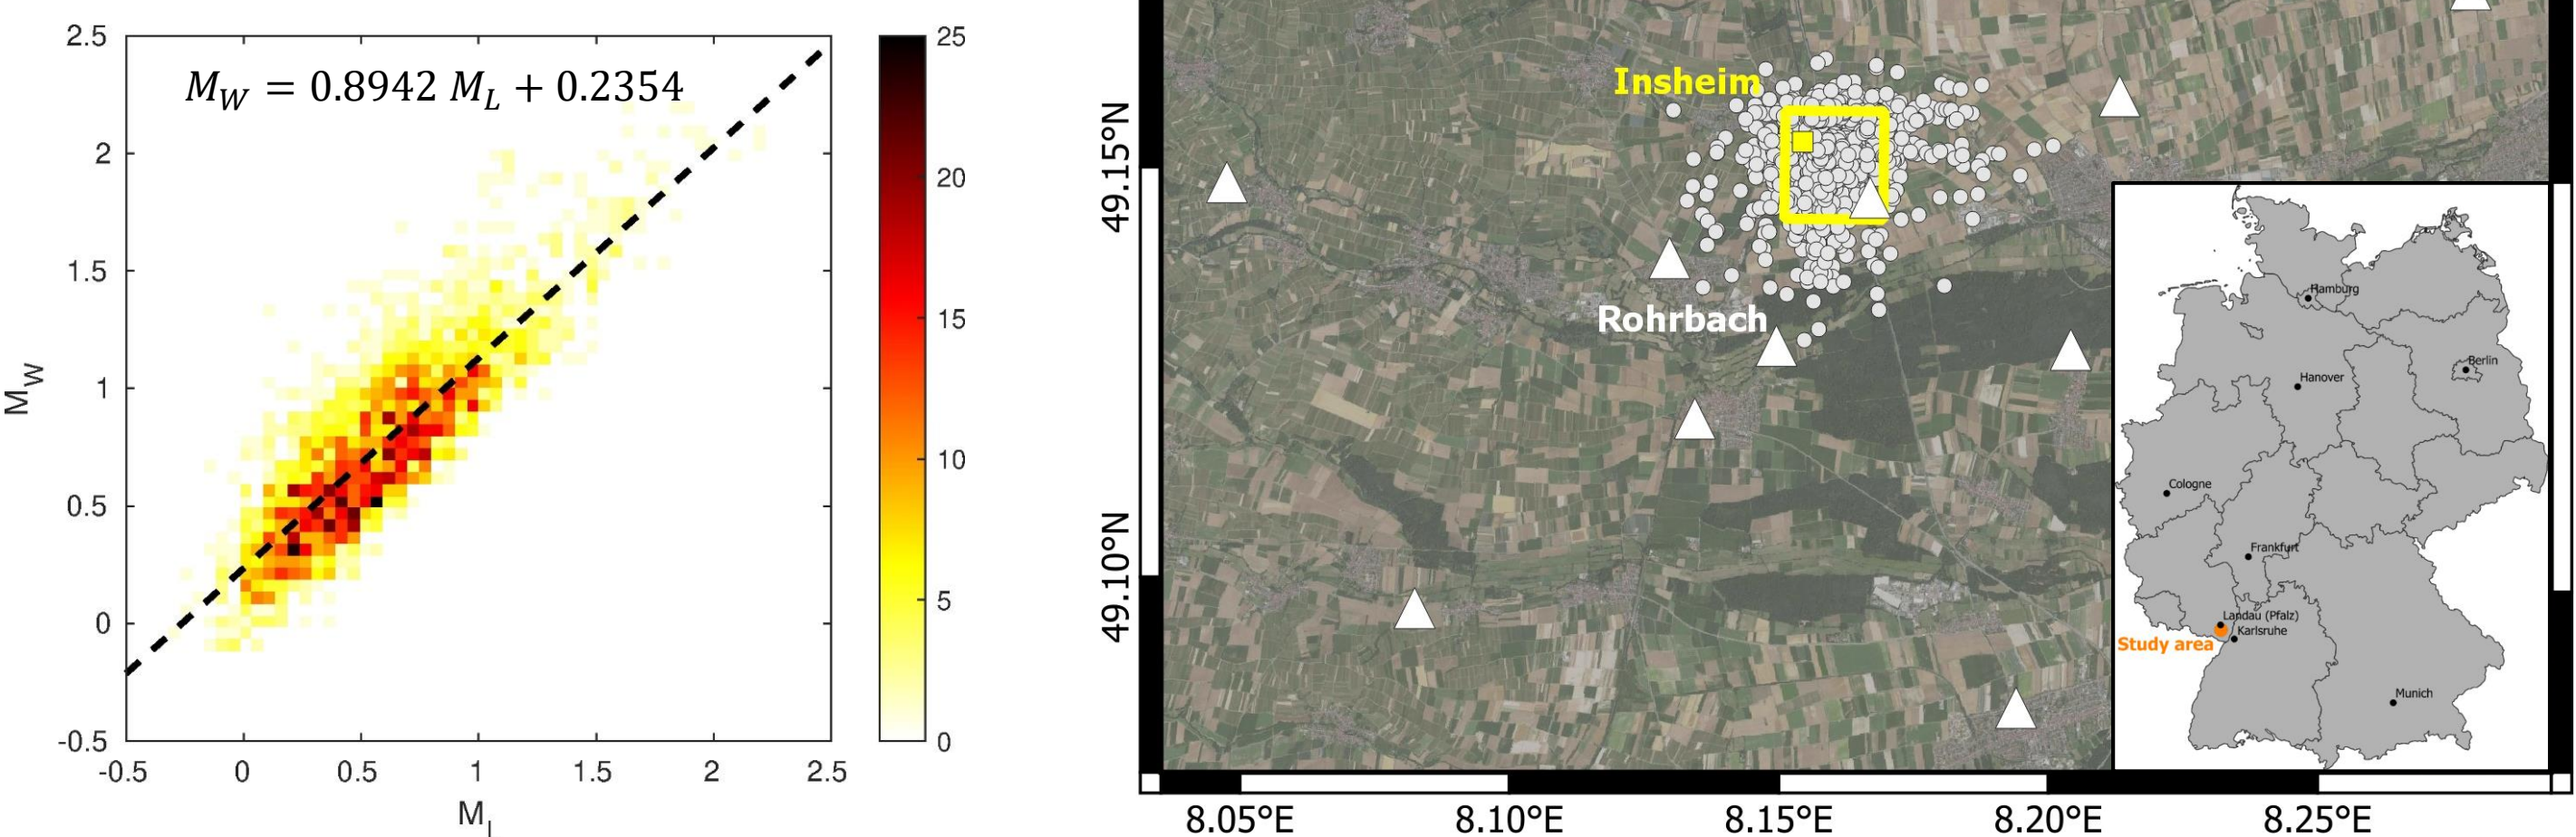 2.5
2
1.5
1
0.5
0
-0.5
M_W
M_W = 0.8942 M_L + 0.2354
-0.5 0 0.5 1 1.5 2 2.5
M_L
25
20
15
10
5
0
49.15°N
49.10°N
Insheim
Rohrbach
Hamburg
Berlin
Hanover
Cologne
Frankfurt
Landau (Pfalz)
Karlsruhe
Study area
Munich
8.05°E 8.10°E 8.15°E 8.20°E 8.25°E